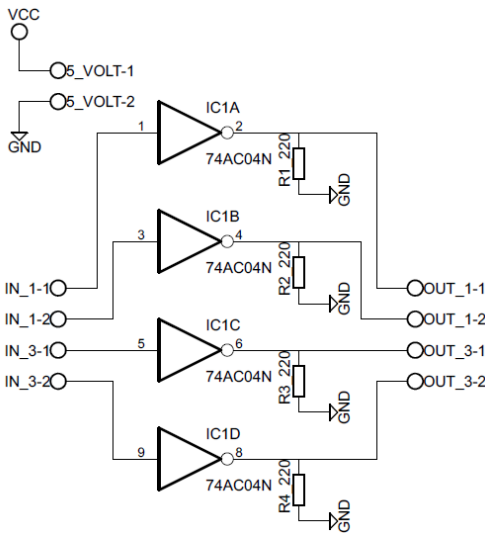 VCC
5_VOLT-1
5_VOLT-2
GND
IC1A
1
2
74AC04N
R1 220
GND
IC1B
3
4
74AC04N
R2 220
GND
IN_1-1
OUT_1-1
IN_1-2
OUT_1-2
IC1C
IN_3-1
5
6
OUT_3-1
74AC04N
R3 220
GND
IN_3-2
OUT_3-2
IC1D
9
8
74AC04N
R4 220
GND